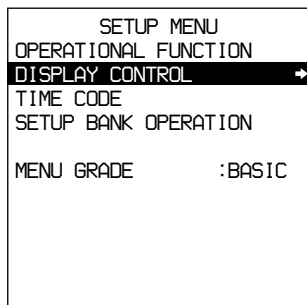 SETUP MENU
OPERATIONAL FUNCTION
DISPLAY CONTROL →
TIME CODE
SETUP BANK OPERATION
MENU GRADE :BASIC